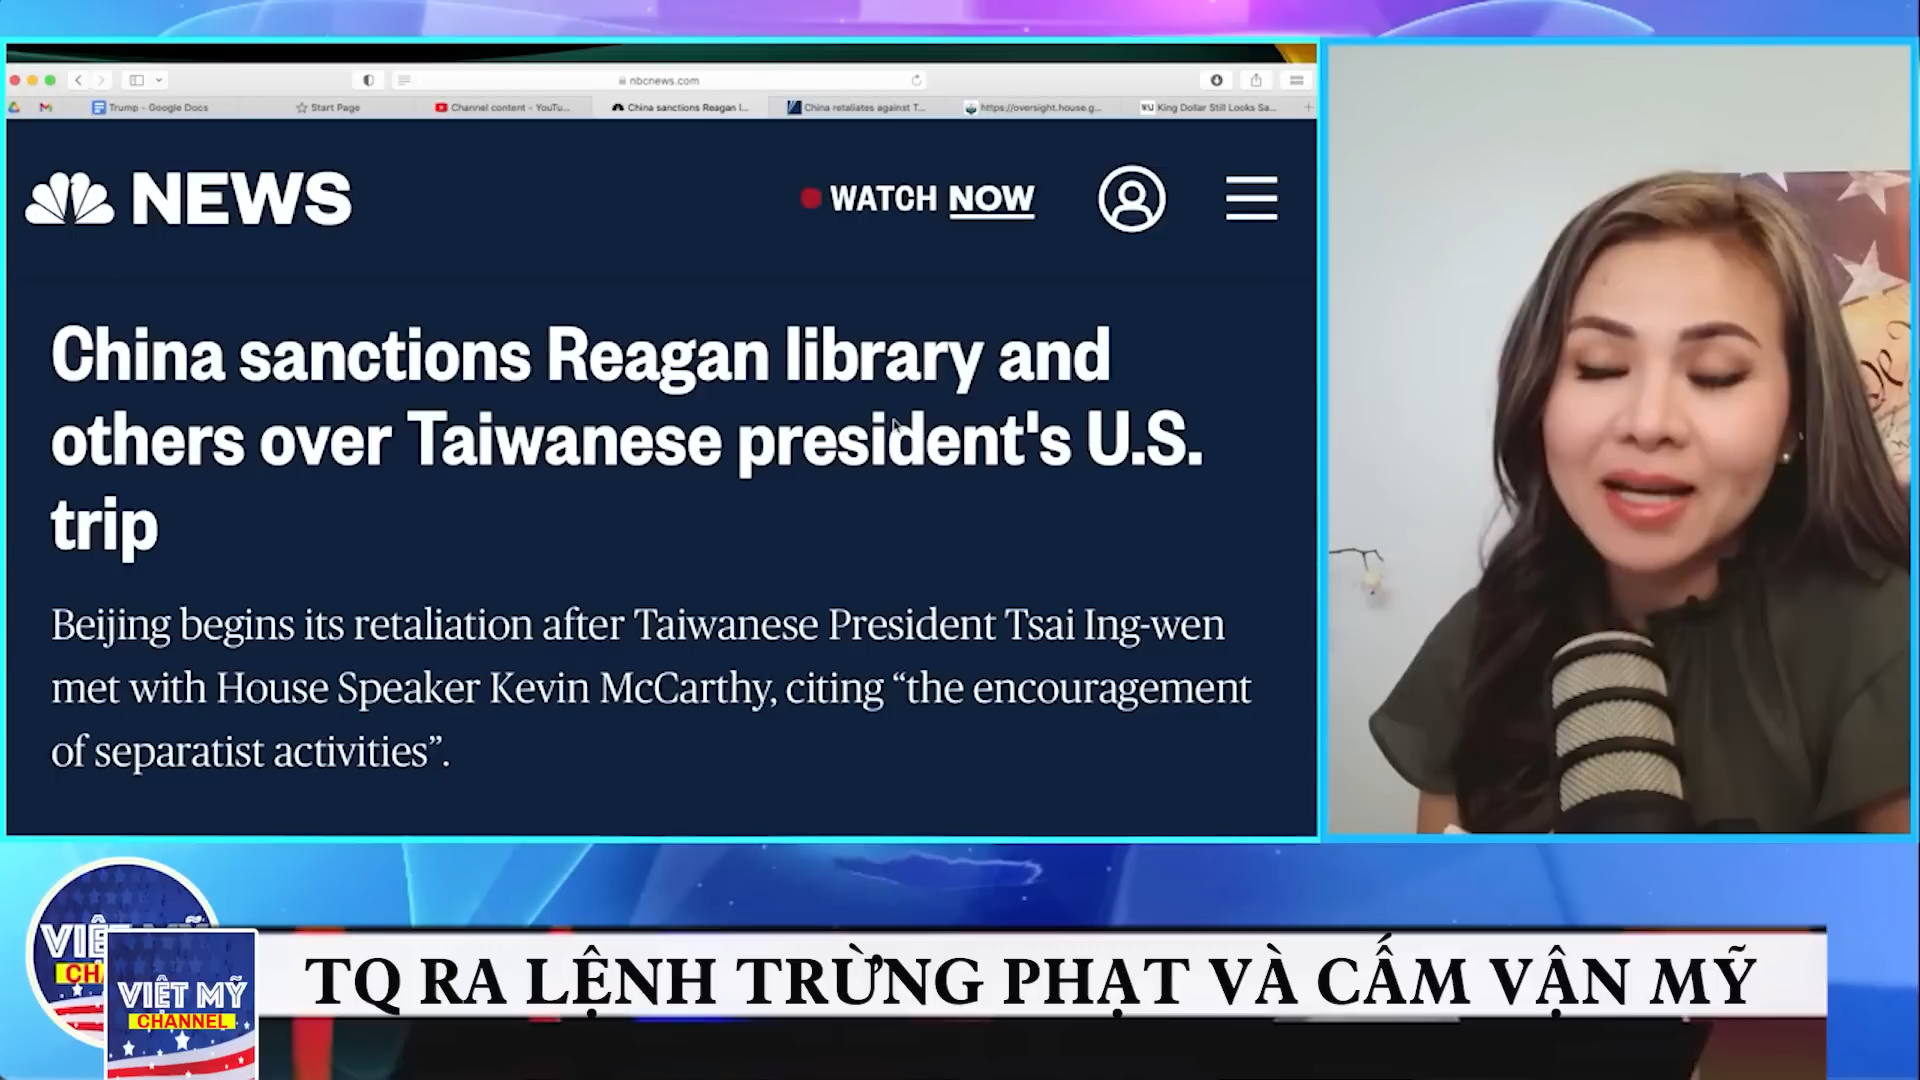 nbcnews.com
Trump - Google Docs
Start Page
Channel content - YouTu...
China sanctions Reagan l...
China retaliates against T...
https://oversight.house.g...
WU King Dollar Still Looks Sa...
NEWS
WATCH NOW
China sanctions Reagan library and
others over Taiwanese president's U.S.
trip
Beijing begins its retaliation after Taiwanese President Tsai Ing-wen
met with House Speaker Kevin McCarthy, citing “the encouragement
of separatist activities”.
VIỆT MỸ
CHANNEL
TQ RA LỆNH TRỪNG PHẠT VÀ CẤM VẬN MỸ